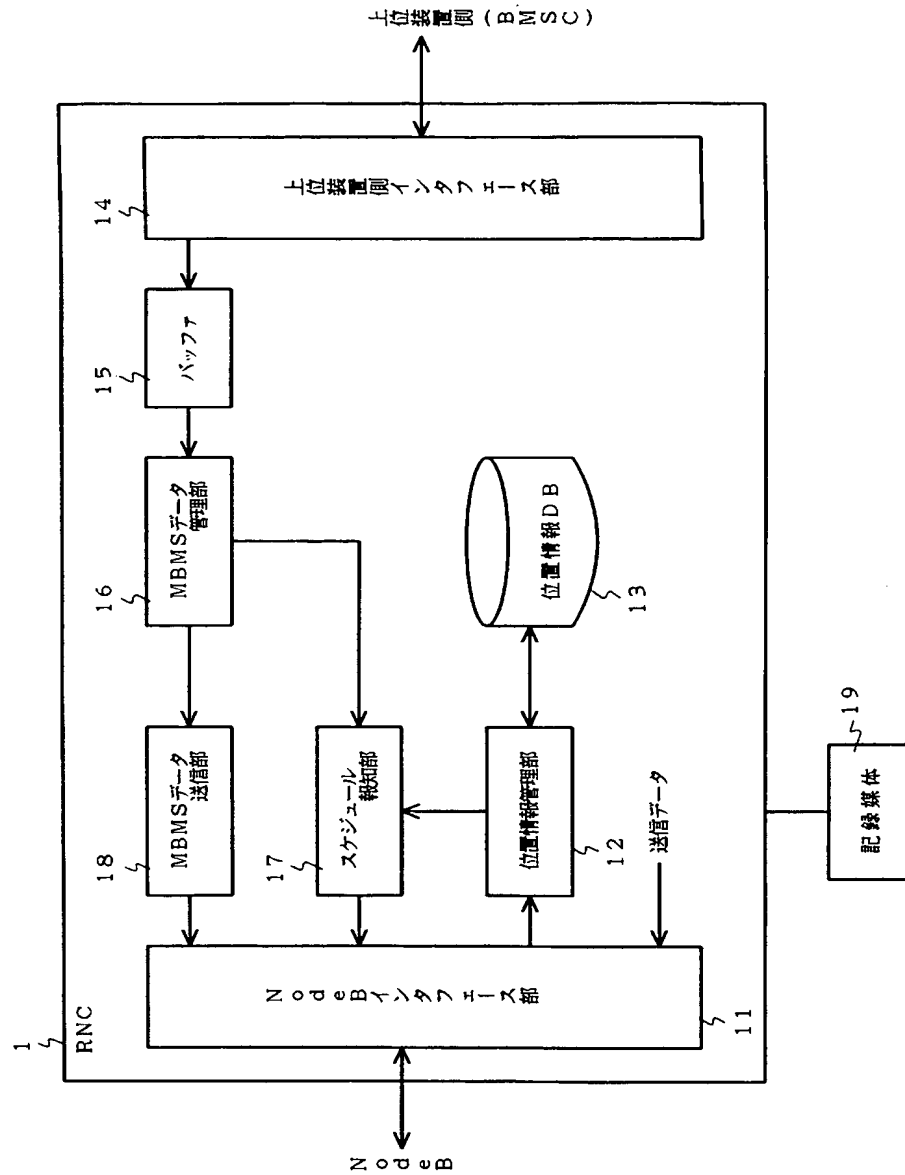 1
RNC
NodeB
NodeBインタフェース部
11
MBMSデータ
送信部
18
スケジュール
報知部
17
位置情報管理部
12
送信データ
MBMSデータ
管理部
16
位置情報DB
13
バッファ
15
上位装置側インタフェース部
14
上位装置側(BMSC)
記録媒体
19